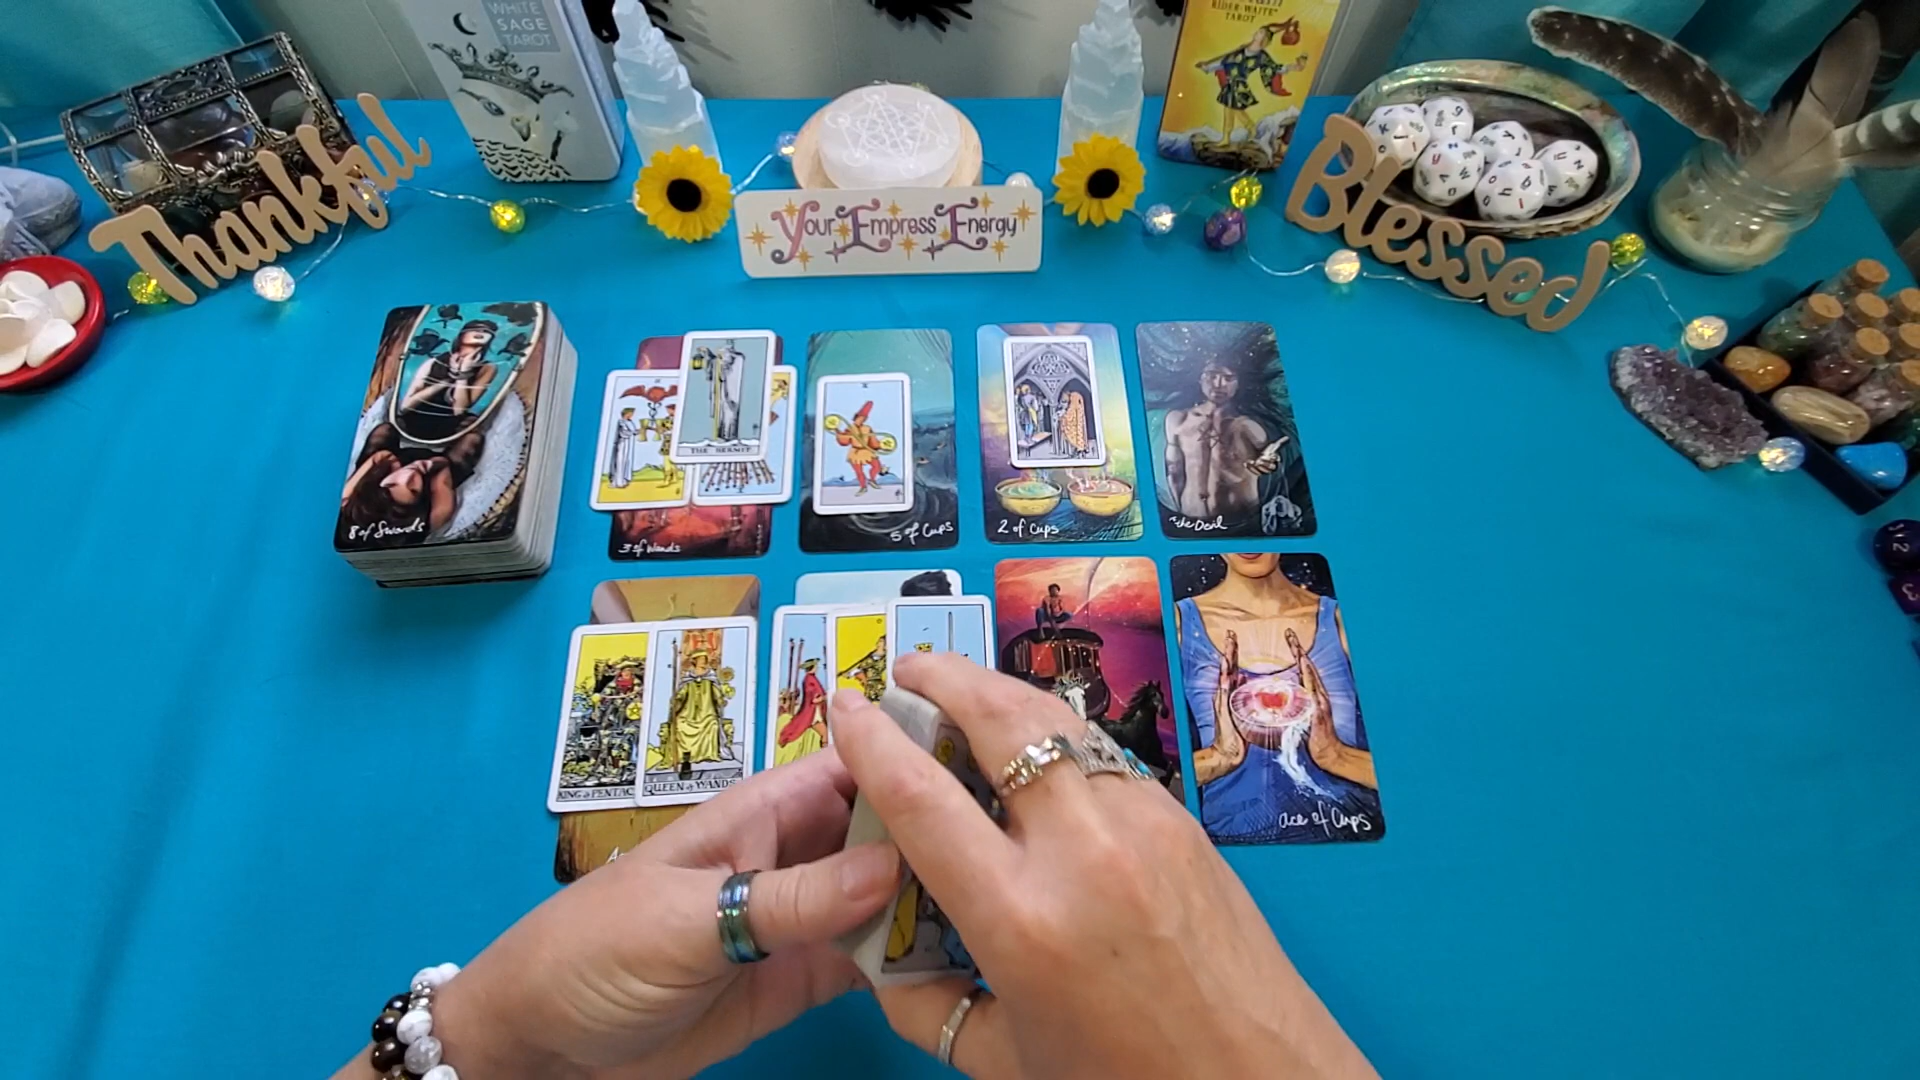 WHITE
SAGE
TAROT
RIDER-WAITE
TAROT
Thankful
Your Empress Energy
Blessed
8 of Swords
THE HERMIT
3 of Wands
X
5 of Cups
2 of Cups
The Devil
KING of PENTAC
QUEEN of WANDS
Ace of Cups